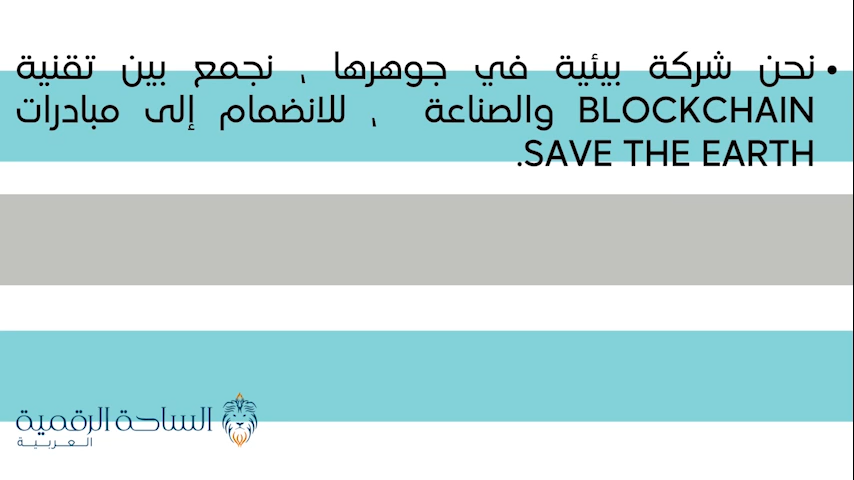 • نحن شركة بيئية في جوهرها ، نجمع بين تقنية
BLOCKCHAIN والصناعة ، للانضمام إلى مبادرات
SAVE THE EARTH.
الساحة الرقمية
العربية